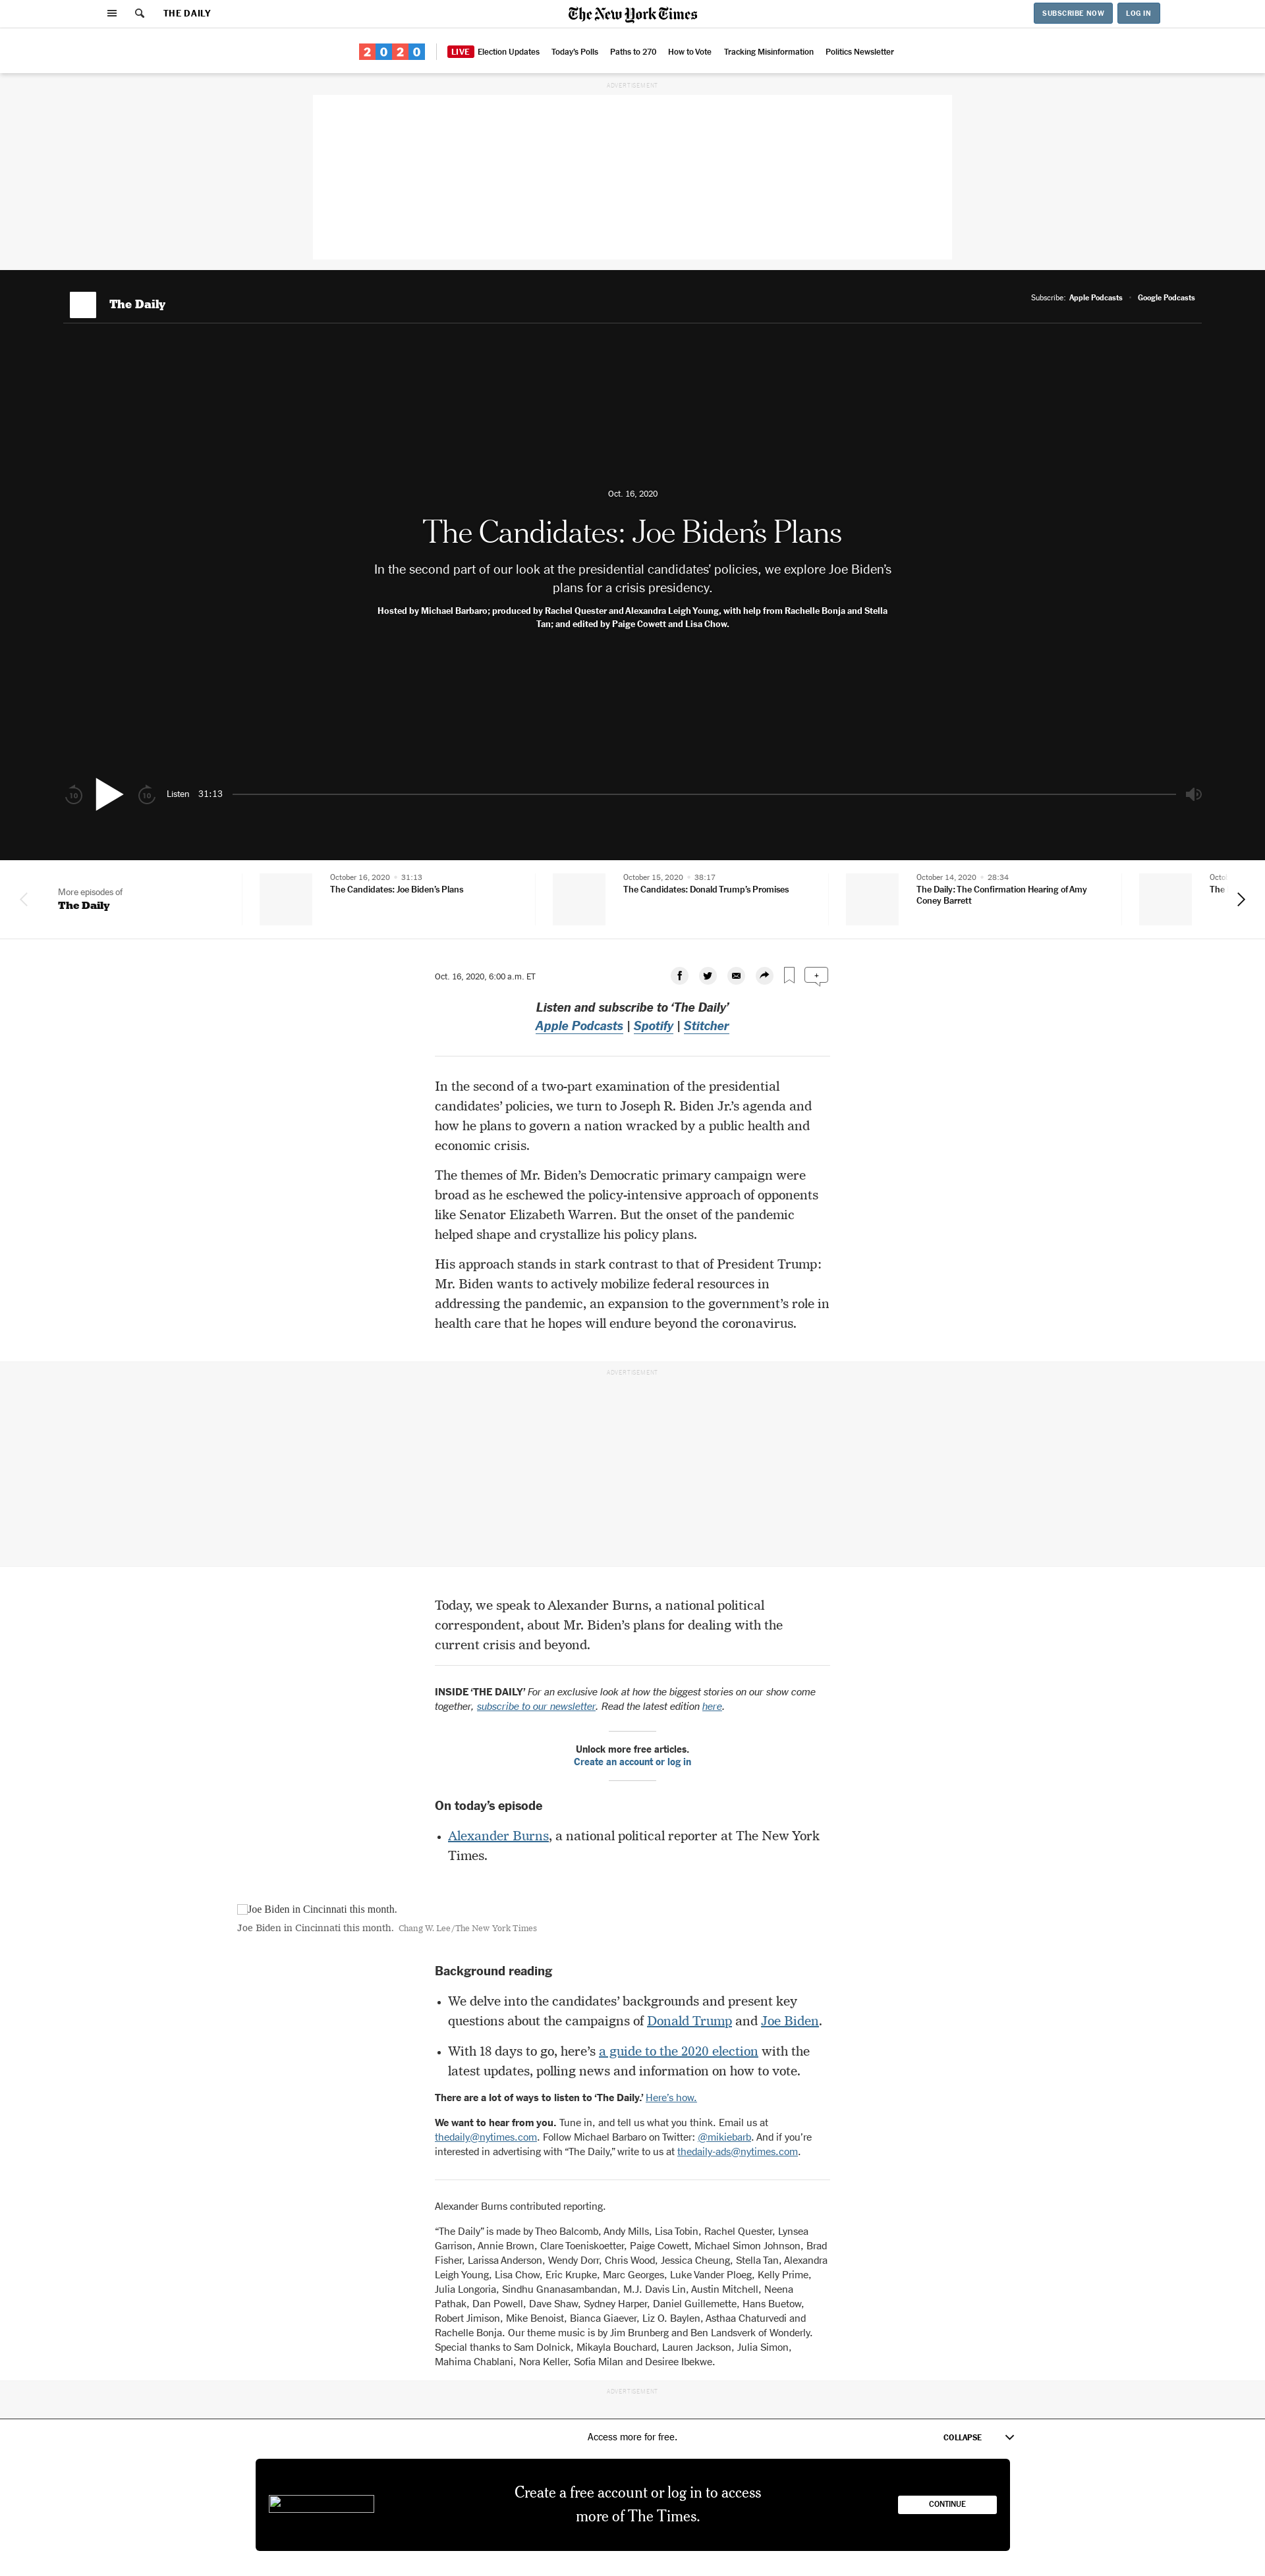 THE DAILY
The New York Times
SUBSCRIBE NOW
LOG IN
2020
LIVE Election Updates Today's Polls Paths to 270 How to Vote Tracking Misinformation Politics Newsletter
ADVERTISEMENT
The Daily
Subscribe: Apple Podcasts • Google Podcasts
Oct. 16, 2020
The Candidates: Joe Biden’s Plans
In the second part of our look at the presidential candidates’ policies, we explore Joe Biden’s
plans for a crisis presidency.
Hosted by Michael Barbaro; produced by Rachel Quester and Alexandra Leigh Young, with help from Rachelle Bonja and Stella
Tan; and edited by Paige Cowett and Lisa Chow.
10
10
Listen 31:13
More episodes of
The Daily
October 16, 2020 • 31:13
The Candidates: Joe Biden’s Plans
October 15, 2020 • 38:17
The Candidates: Donald Trump’s Promises
October 14, 2020 • 28:34
The Daily: The Confirmation Hearing of Amy
Coney Barrett
Octo
The
Oct. 16, 2020, 6:00 a.m. ET
+
Listen and subscribe to ‘The Daily’
Apple Podcasts | Spotify | Stitcher
In the second of a two-part examination of the presidential
candidates’ policies, we turn to Joseph R. Biden Jr.’s agenda and
how he plans to govern a nation wracked by a public health and
economic crisis.
The themes of Mr. Biden’s Democratic primary campaign were
broad as he eschewed the policy-intensive approach of opponents
like Senator Elizabeth Warren. But the onset of the pandemic
helped shape and crystallize his policy plans.
His approach stands in stark contrast to that of President Trump:
Mr. Biden wants to actively mobilize federal resources in
addressing the pandemic, an expansion to the government’s role in
health care that he hopes will endure beyond the coronavirus.
ADVERTISEMENT
Today, we speak to Alexander Burns, a national political
correspondent, about Mr. Biden’s plans for dealing with the
current crisis and beyond.
INSIDE ‘THE DAILY’ For an exclusive look at how the biggest stories on our show come
together, subscribe to our newsletter. Read the latest edition here.
Unlock more free articles.
Create an account or log in
On today’s episode
• Alexander Burns, a national political reporter at The New York
Times.
Joe Biden in Cincinnati this month.
Joe Biden in Cincinnati this month. Chang W. Lee/The New York Times
Background reading
• We delve into the candidates’ backgrounds and present key
questions about the campaigns of Donald Trump and Joe Biden.
• With 18 days to go, here’s a guide to the 2020 election with the
latest updates, polling news and information on how to vote.
There are a lot of ways to listen to ‘The Daily.’ Here’s how.
We want to hear from you. Tune in, and tell us what you think. Email us at
thedaily@nytimes.com. Follow Michael Barbaro on Twitter: @mikiebarb. And if you’re
interested in advertising with “The Daily,” write to us at thedaily-ads@nytimes.com.
Alexander Burns contributed reporting.
“The Daily” is made by Theo Balcomb, Andy Mills, Lisa Tobin, Rachel Quester, Lynsea
Garrison, Annie Brown, Clare Toeniskoetter, Paige Cowett, Michael Simon Johnson, Brad
Fisher, Larissa Anderson, Wendy Dorr, Chris Wood, Jessica Cheung, Stella Tan, Alexandra
Leigh Young, Lisa Chow, Eric Krupke, Marc Georges, Luke Vander Ploeg, Kelly Prime,
Julia Longoria, Sindhu Gnanasambandan, M.J. Davis Lin, Austin Mitchell, Neena
Pathak, Dan Powell, Dave Shaw, Sydney Harper, Daniel Guillemette, Hans Buetow,
Robert Jimison, Mike Benoist, Bianca Giaever, Liz O. Baylen, Asthaa Chaturvedi and
Rachelle Bonja. Our theme music is by Jim Brunberg and Ben Landsverk of Wonderly.
Special thanks to Sam Dolnick, Mikayla Bouchard, Lauren Jackson, Julia Simon,
Mahima Chablani, Nora Keller, Sofia Milan and Desiree Ibekwe.
ADVERTISEMENT
Access more for free.
COLLAPSE
Create a free account or log in to access
more of The Times.
CONTINUE